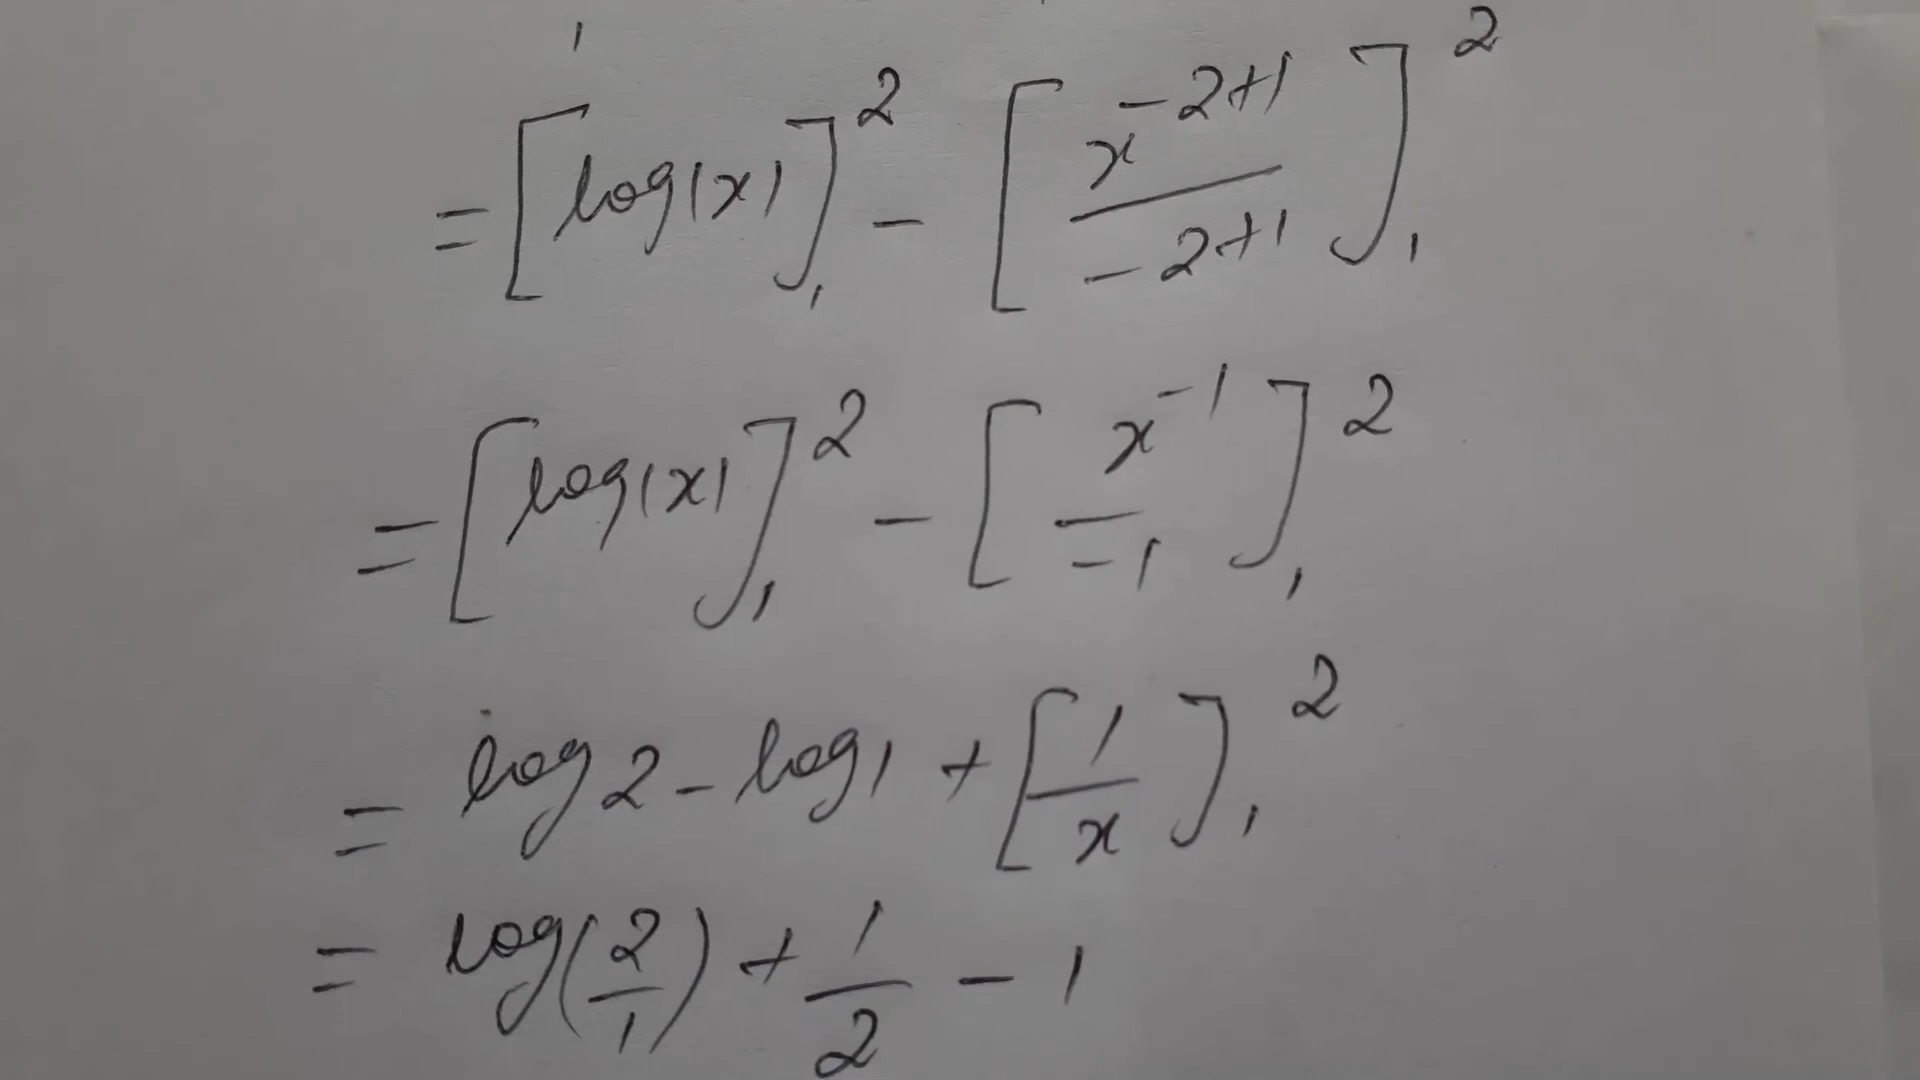 1
= [log(x)]₁² - [x^(-2+1) / (-2+1)]₁²
= [log(x)]₁² - [x^(-1) / (-1)]₁²
= log 2 - log 1 + [1/x]₁²
= log(2/1) + 1/2 - 1